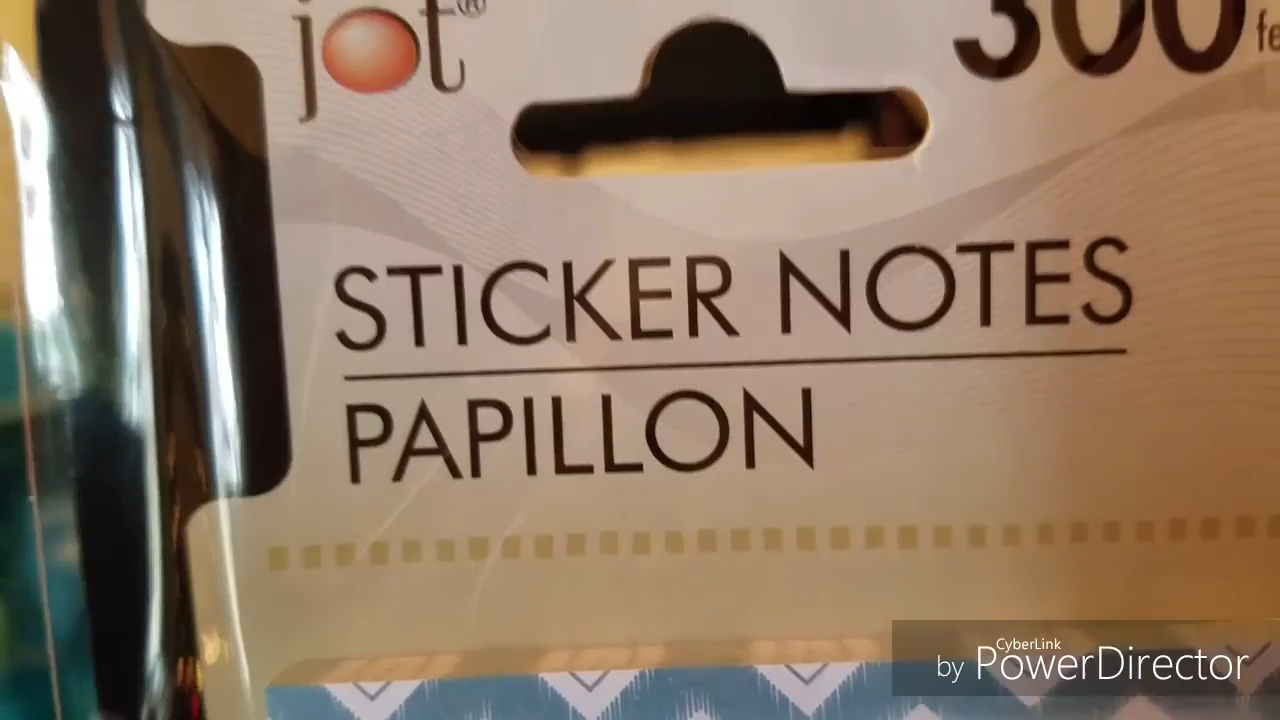 jot®
300
STICKER NOTES
PAPILLON
CyberLink
by PowerDirector